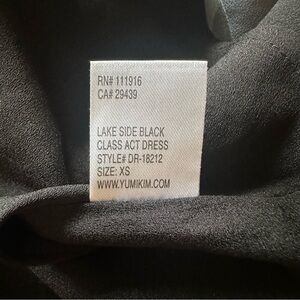 RN# 111916
CA# 29439
LAKE SIDE BLACK
CLASS ACT DRESS
STYLE# DR-18212
SIZE: XS
WWW.YUMIKIM.COM